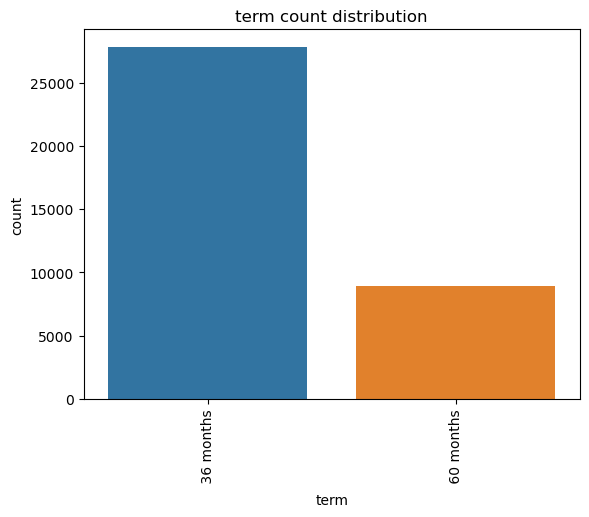 term count distribution
25000
20000
15000
10000
5000
0
count
36 months
60 months
term